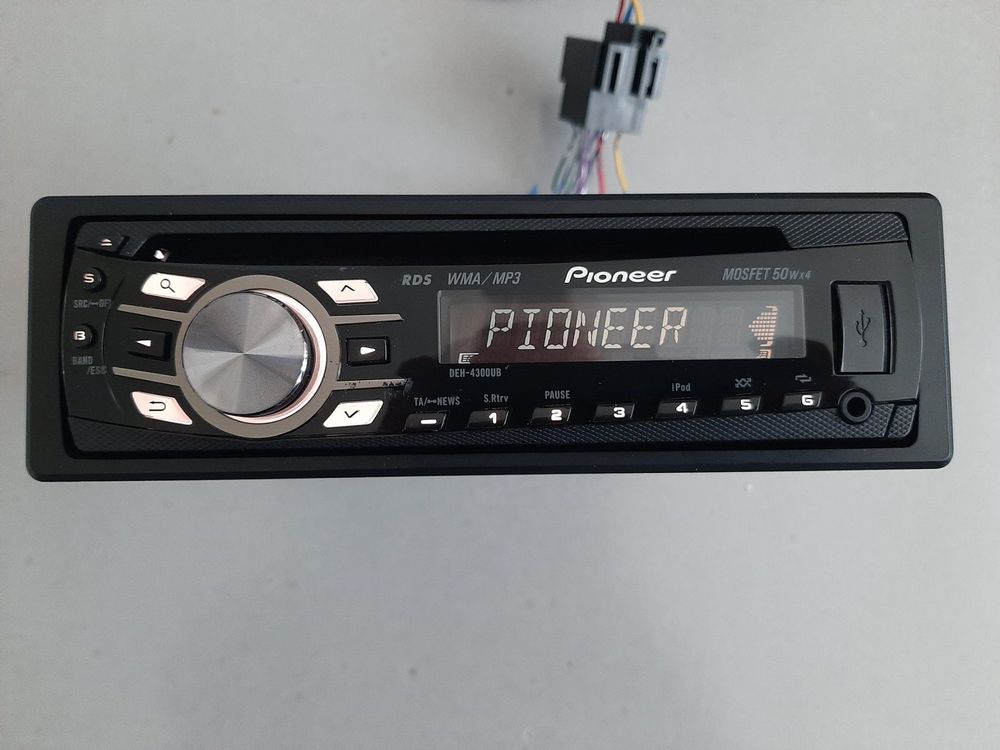 RDS WMA/MP3 Pioneer MOSFET 50Wx4
S
SRC/
B
BAND
/ESC
PIONEER
DEH-4300UB
TA/ NEWS S.Rtrv PAUSE iPod
1 2 3 4 5 6